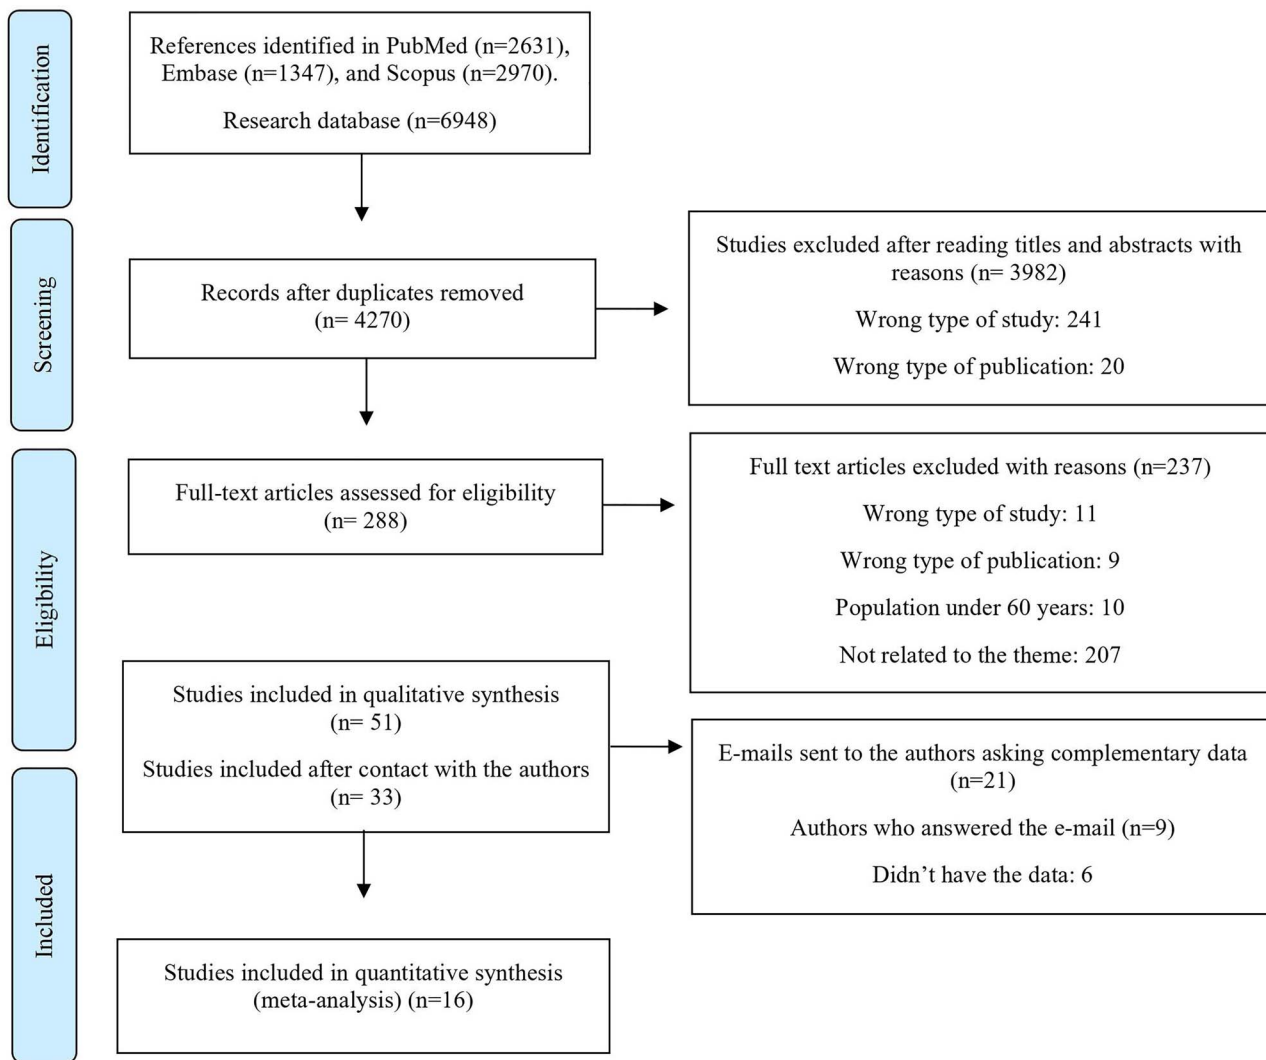 Identification
References identified in PubMed (n=2631),
Embase (n=1347), and Scopus (n=2970).
Research database (n=6948)
Screening
Records after duplicates removed
(n= 4270)
Studies excluded after reading titles and abstracts with
reasons (n= 3982)
Wrong type of study: 241
Wrong type of publication: 20
Eligibility
Full-text articles assessed for eligibility
(n= 288)
Full text articles excluded with reasons (n=237)
Wrong type of study: 11
Wrong type of publication: 9
Population under 60 years: 10
Not related to the theme: 207
Studies included in qualitative synthesis
(n= 51)
Studies included after contact with the authors
(n= 33)
E-mails sent to the authors asking complementary data
(n=21)
Authors who answered the e-mail (n=9)
Didn’t have the data: 6
Included
Studies included in quantitative synthesis
(meta-analysis) (n=16)